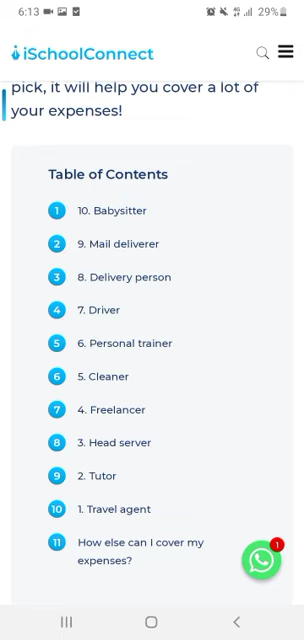 6:13
29%
iSchoolConnect
pick, it will help you cover a lot of
your expenses!
Table of Contents
1 10. Babysitter
2 9. Mail deliverer
3 8. Delivery person
4 7. Driver
5 6. Personal trainer
6 5. Cleaner
7 4. Freelancer
8 3. Head server
9 2. Tutor
10 1. Travel agent
11 How else can I cover my
expenses?
1